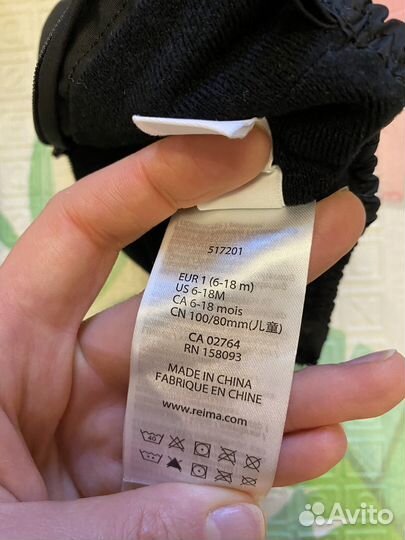 517201
EUR 1 (6-18 m)
US 6-18M
CA 6-18 mois
CN 100/80mm(儿童)
CA 02764
RN 158093
MADE IN CHINA
FABRIQUE EN CHINE
www.reima.com
40
Avito